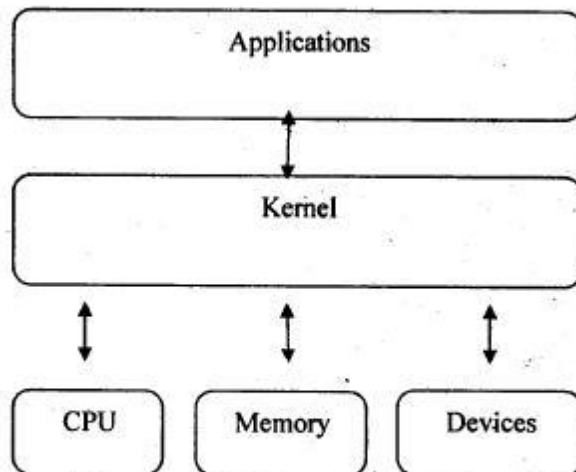 Applications
Kernel
CPU
Memory
Devices